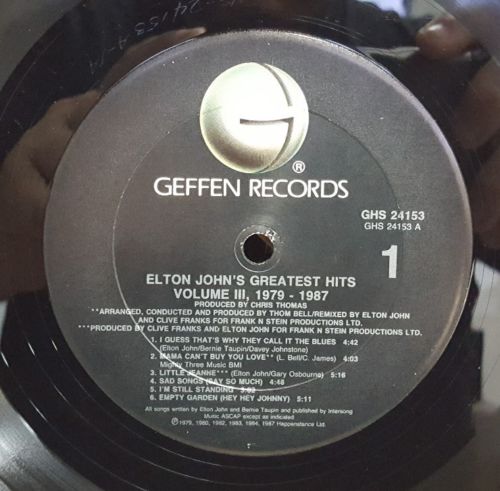 G
®
GEFFEN RECORDS
GHS 24153
GHS 24153 A
1
ELTON JOHN'S GREATEST HITS
VOLUME III, 1979 - 1987
PRODUCED BY CHRIS THOMAS
**ARRANGED, CONDUCTED AND PRODUCED BY THOM BELL/REMIXED BY ELTON JOHN
AND CLIVE FRANKS FOR FRANK N STEIN PRODUCTIONS LTD.
***PRODUCED BY CLIVE FRANKS AND ELTON JOHN FOR FRANK N STEIN PRODUCTIONS LTD.
1. I GUESS THAT'S WHY THEY CALL IT THE BLUES 4:42
(Elton John/Bernie Taupin/Davey Johnstone)
2. MAMA CAN'T BUY YOU LOVE** (L. Bell/C. James) 4:03
Mighty Three Music BMI
3. LITTLE JEANNIE*** (Elton John/Gary Osbourne) 5:16
4. SAD SONGS (SAY SO MUCH) 4:48
5. I'M STILL STANDING
6. EMPTY GARDEN (HEY HEY JOHNNY) 5:11
All songs written by Elton John and Bernie Taupin and published by Intersong
Music ASCAP except as indicated
℗1979, 1980, 1982, 1983, 1984, 1987 Happenstance Ltd.